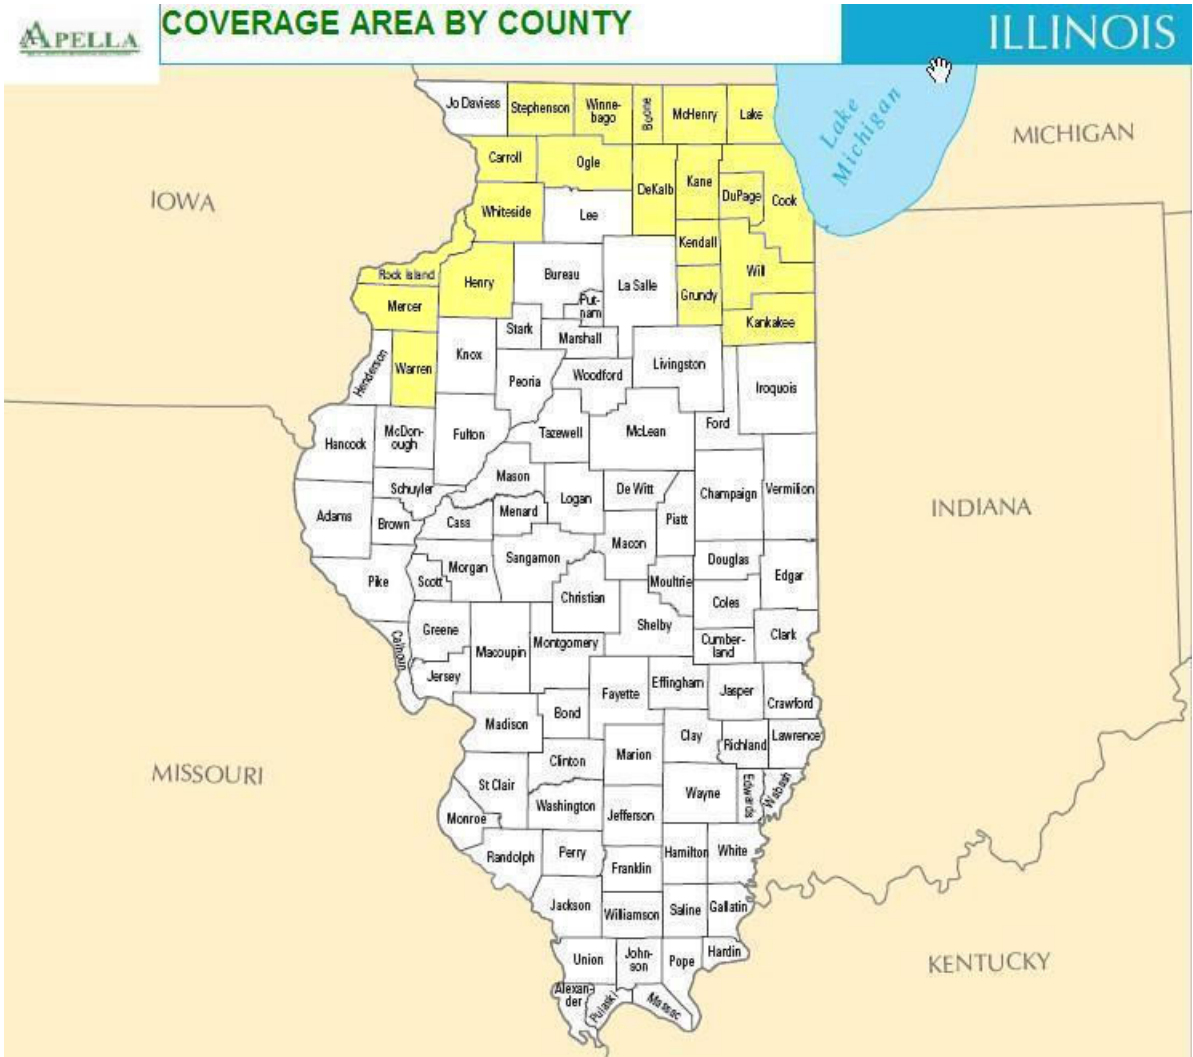 APELLA
COVERAGE AREA BY COUNTY
ILLINOIS
Lake
Michigan
MICHIGAN
IOWA
INDIANA
MISSOURI
KENTUCKY
Jo Daviess
Stephenson
Winne-
bago
Boone
McHenry
Lake
Carroll
Ogle
DeKalb
Kane
DuPage
Cook
Whiteside
Lee
Kendall
Rock Island
Henry
Bureau
La Salle
Will
Grundy
Mercer
Put-
nam
Kankakee
Stark
Marshall
Henderson
Warren
Knox
Peoria
Woodford
Livingston
Iroquois
Hancock
McDon-
ough
Fulton
Tazewell
McLean
Ford
Schuyler
Mason
Logan
De Witt
Champaign
Vermilion
Adams
Brown
Cass
Menard
Piatt
Macon
Pike
Scott
Morgan
Sangamon
Christian
Moultrie
Douglas
Edgar
Coles
Calhoun
Greene
Macoupin
Montgomery
Shelby
Cumber-
land
Clark
Jersey
Fayette
Effingham
Jasper
Crawford
Madison
Bond
Clay
Richland
Lawrence
Clinton
Marion
St Clair
Washington
Wayne
Edwards
Wabash
Monroe
Jefferson
Randolph
Perry
Franklin
Hamilton
White
Jackson
Williamson
Saline
Gallatin
Union
John-
son
Pope
Hardin
Alexan-
der
Pulaski
Massac